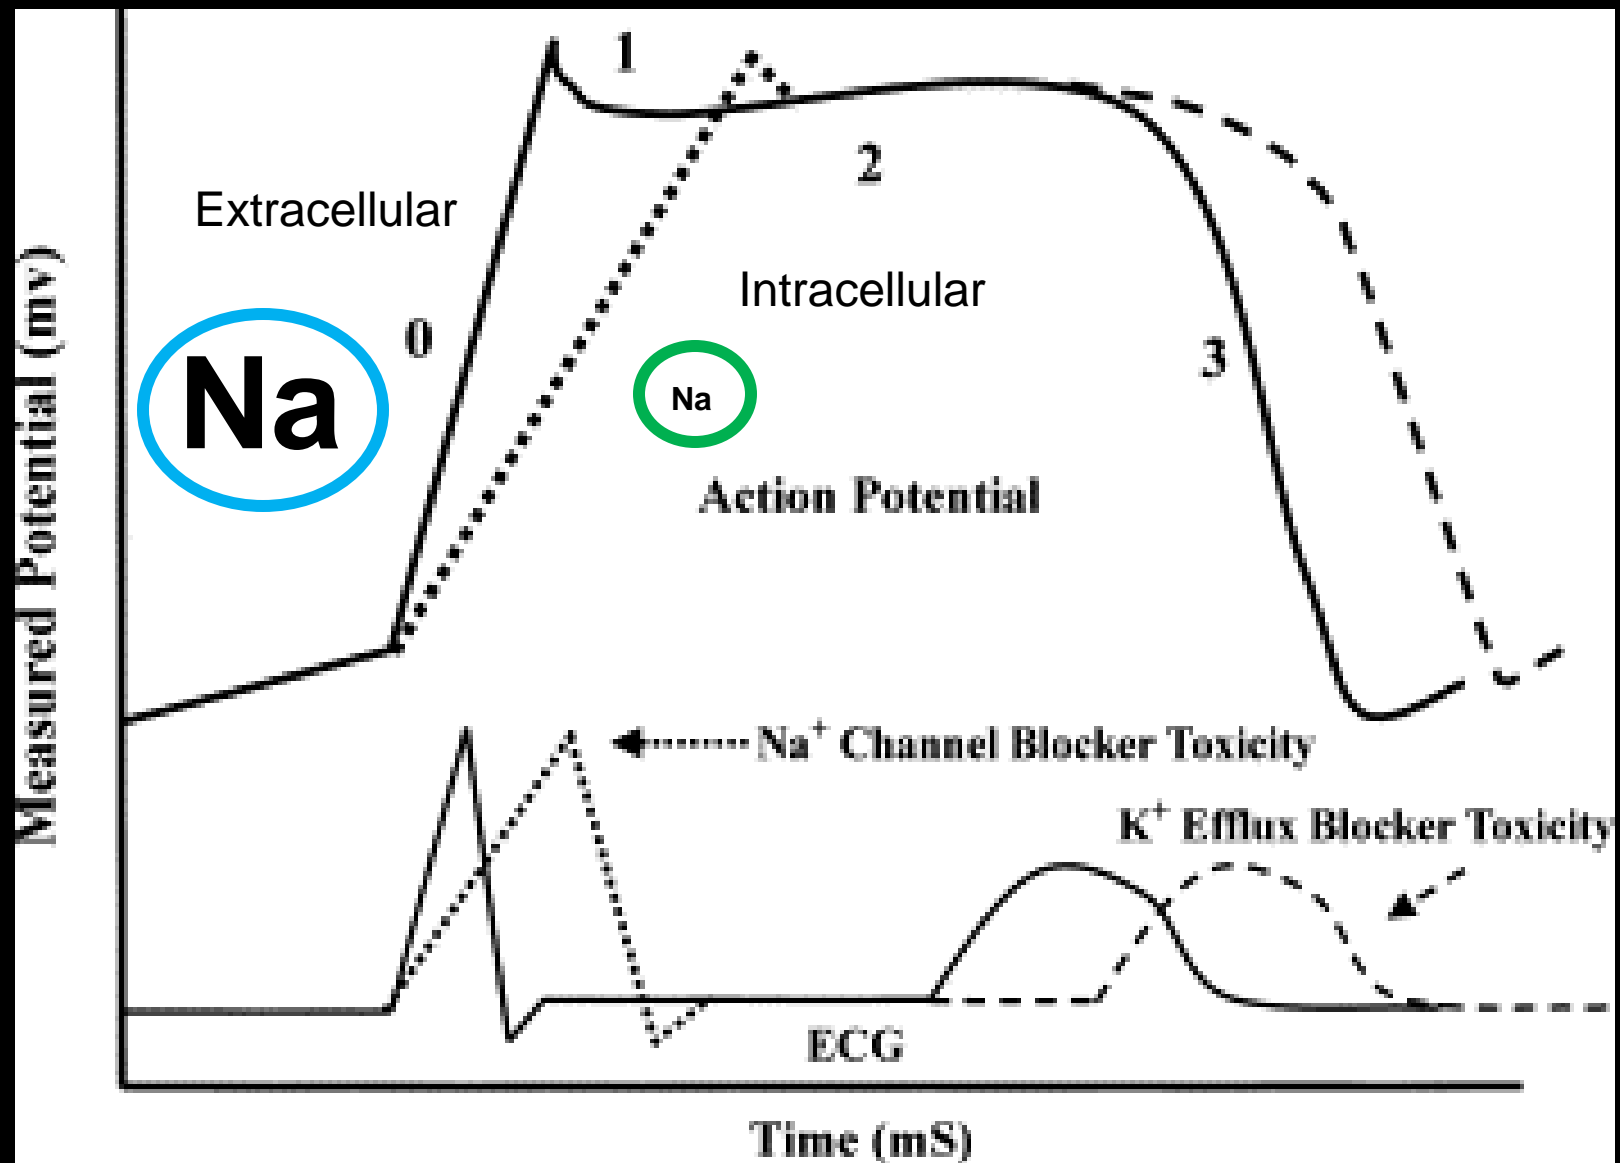 1
Extracellular
2
Intracellular
0
Na
Na
3
Measured Potential (mv)
Action Potential
Na⁺ Channel Blocker Toxicity
K⁺ Efflux Blocker Toxicity
ECG
Time (mS)